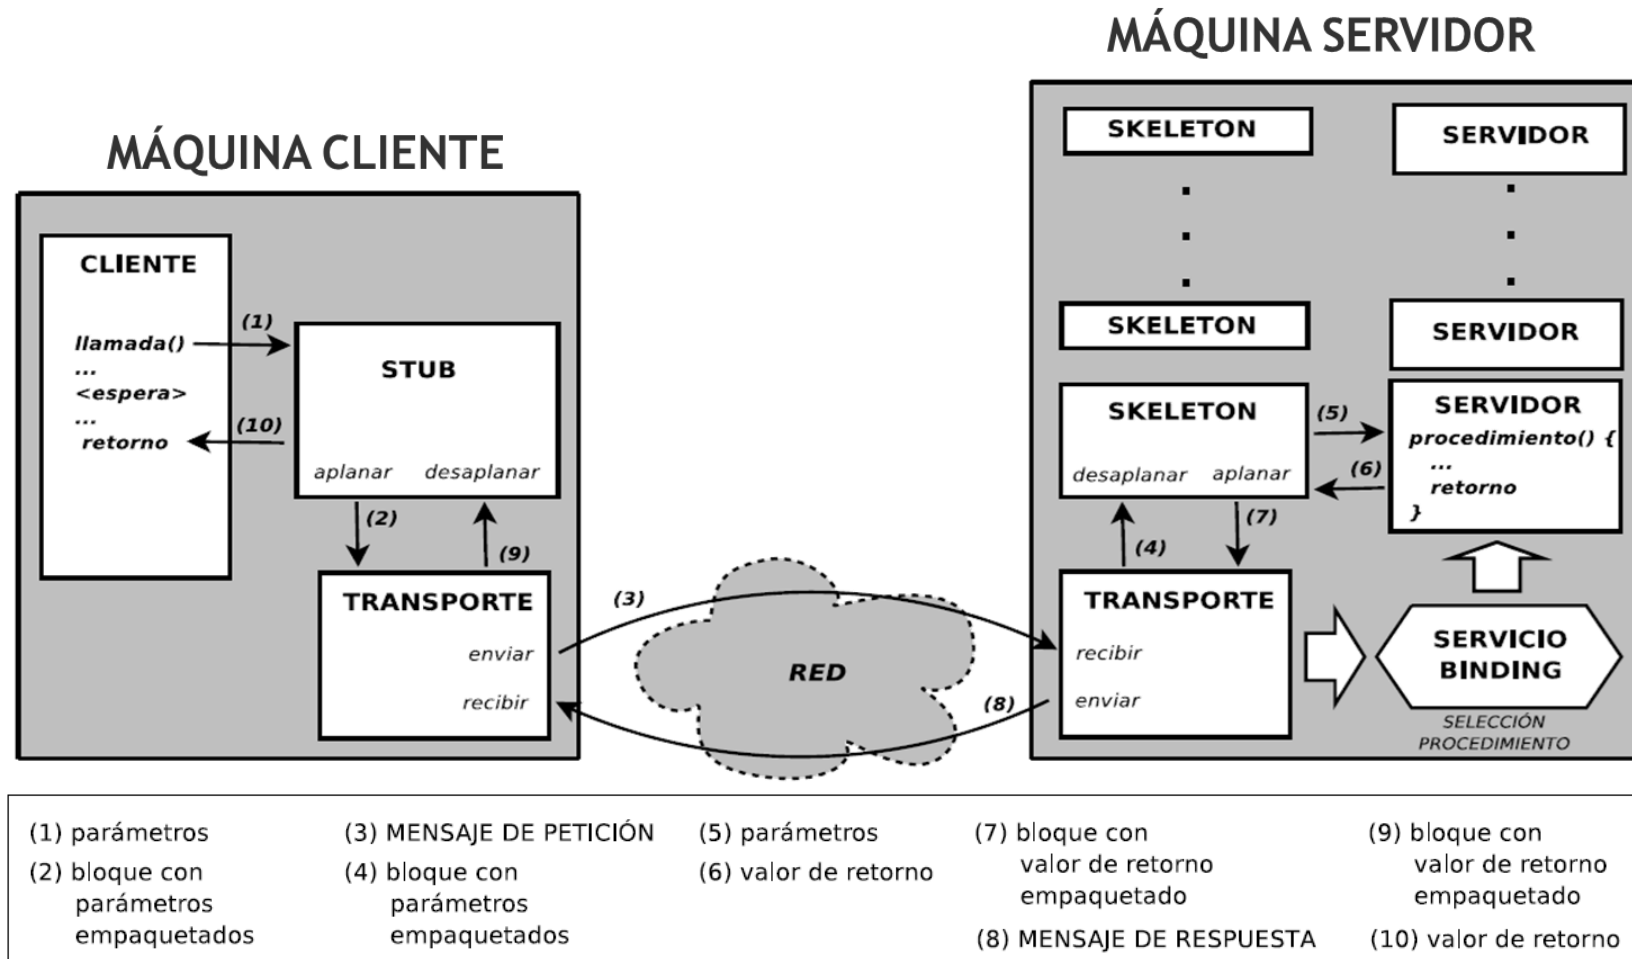 MÁQUINA SERVIDOR
MÁQUINA CLIENTE
CLIENTE
llamada()
...
<espera>
...
retorno
(1)
(10)
STUB
aplanar desaplanar
(2)
(9)
TRANSPORTE
enviar
recibir
(3)
RED
(8)
SKELETON
SERVIDOR
SKELETON
SERVIDOR
SKELETON
desaplanar aplanar
(5)
(6)
SERVIDOR
procedimiento() {
...
retorno
}
(4)
(7)
TRANSPORTE
recibir
enviar
SERVICIO
BINDING
SELECCIÓN
PROCEDIMIENTO
(1) parámetros
(2) bloque con
parámetros
empaquetados
(3) MENSAJE DE PETICIÓN
(4) bloque con
parámetros
empaquetados
(5) parámetros
(6) valor de retorno
(7) bloque con
valor de retorno
empaquetado
(8) MENSAJE DE RESPUESTA
(9) bloque con
valor de retorno
empaquetado
(10) valor de retorno